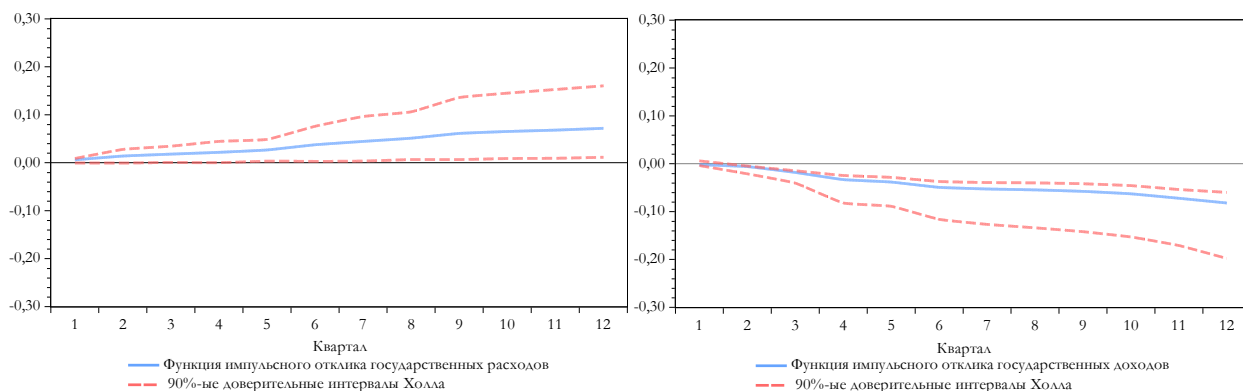 0,30
0,20
0,10
0,00
-0,10
-0,20
-0,30
1 2 3 4 5 6 7 8 9 10 11 12
Квартал
Функция импульсного отклика государственных расходов
90%-ые доверительные интервалы Холла
0,30
0,20
0,10
0,00
-0,10
-0,20
-0,30
1 2 3 4 5 6 7 8 9 10 11 12
Квартал
Функция импульсного отклика государственных доходов
90%-ые доверительные интервалы Холла